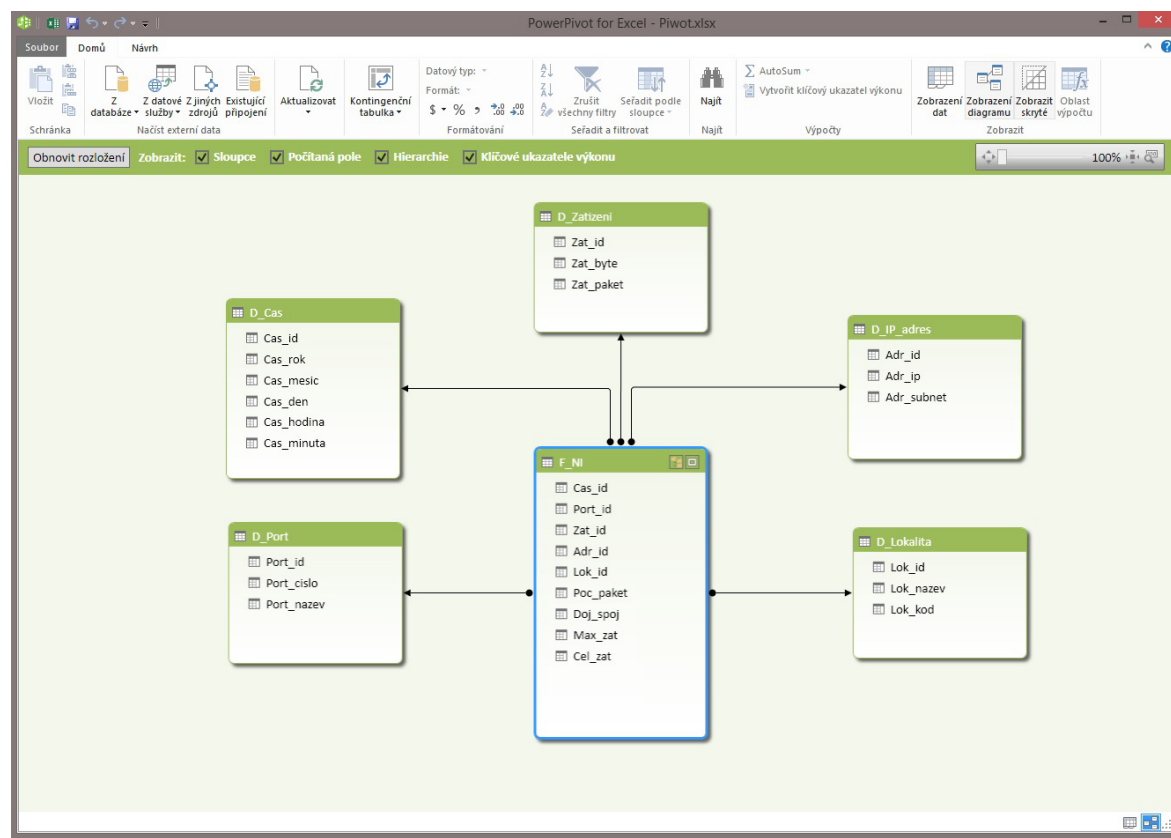 PowerPivot for Excel - Piwot.xlsx
Soubor Domů Návrh
Vložit
Z databáze
Z datové služby
Z jiných zdrojů
Existující připojení
Aktualizovat
Kontingenční tabulka
Datový typ:
Formát:
$ % ,0 ,00 ,00 ,0
Zrušit všechny filtry
Seřadit podle sloupce
Najít
AutoSum
Vytvořit klíčový ukazatel výkonu
Zobrazení dat
Zobrazení diagramu
Zobrazit skryté
Oblast výpočtu
Schránka Načíst externí data Formátování Seřadit a filtrovat Najít Výpočty Zobrazit
Obnovit rozložení Zobrazit: Sloupce Počítaná pole Hierarchie Klíčové ukazatele výkonu 100%
D_Zatizeni
Zat_id
Zat_byte
Zat_paket
D_Cas
Cas_id
Cas_rok
Cas_mesic
Cas_den
Cas_hodina
Cas_minuta
D_IP_adres
Adr_id
Adr_ip
Adr_subnet
F_NI
Cas_id
Port_id
Zat_id
Adr_id
Lok_id
Poc_paket
Doj_spoj
Max_zat
Cel_zat
D_Port
Port_id
Port_cislo
Port_nazev
D_Lokalita
Lok_id
Lok_nazev
Lok_kod